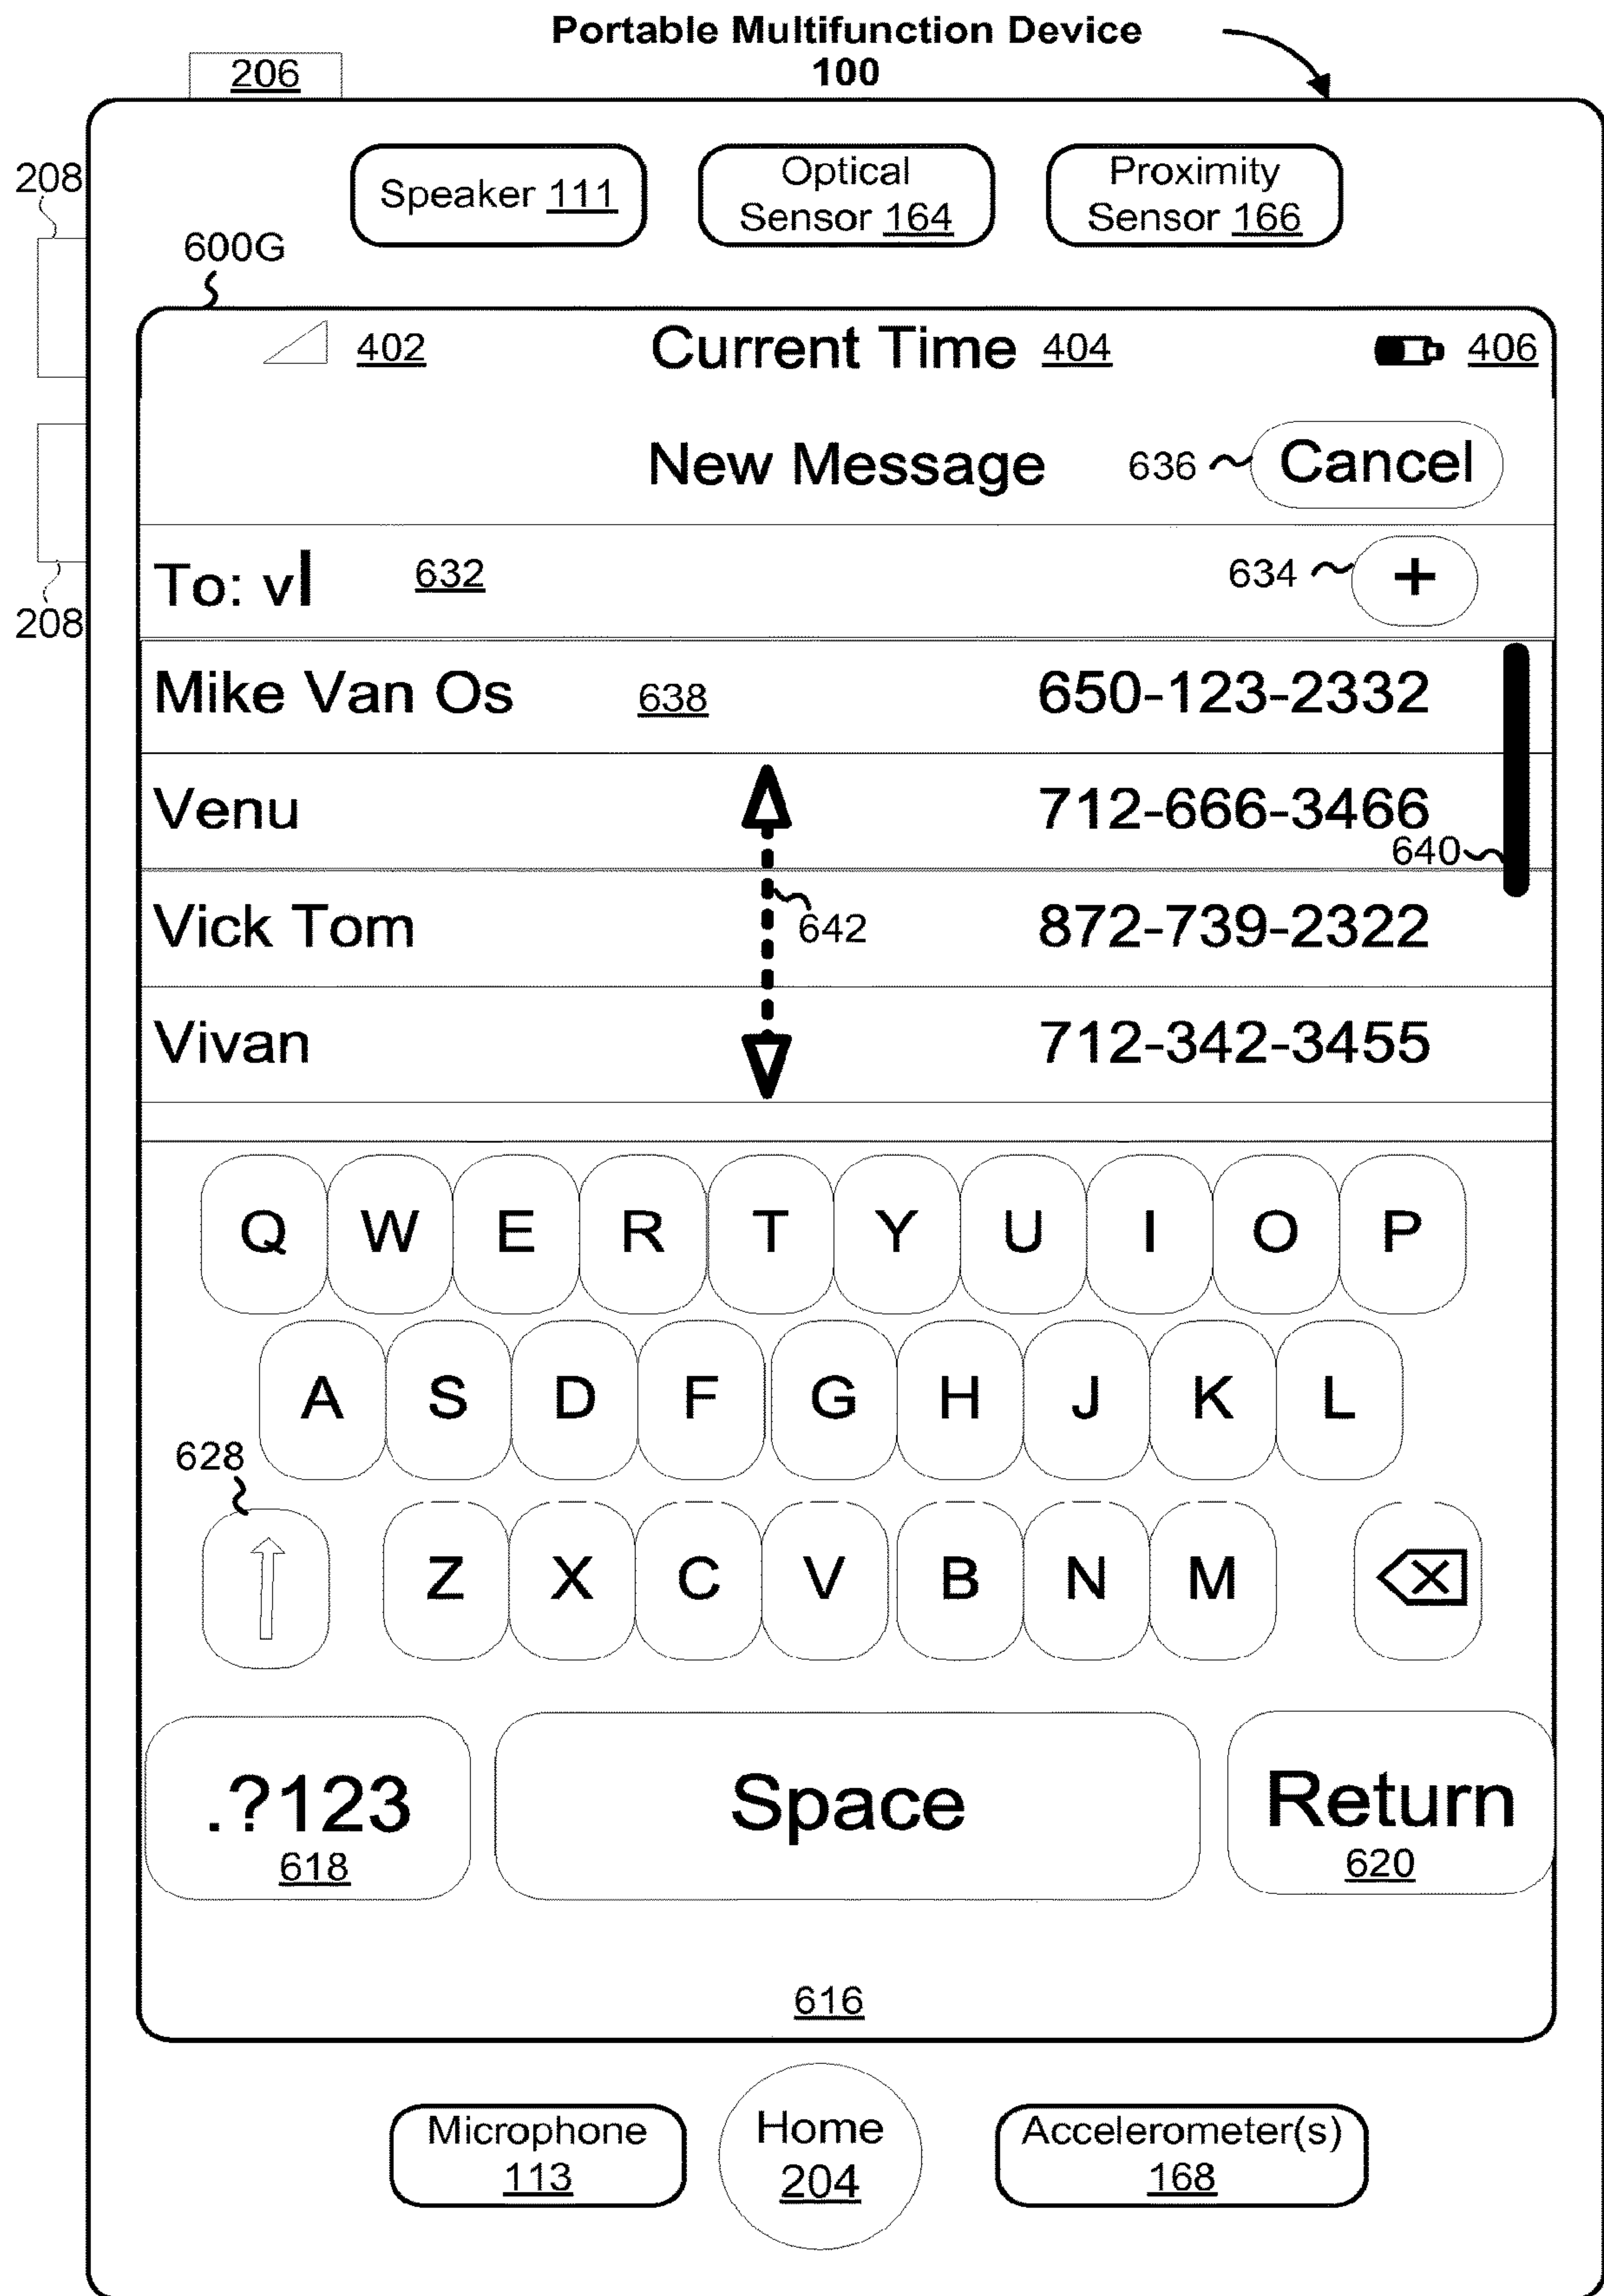 Portable Multifunction Device
100
206
208
Speaker 111
Optical
Sensor 164
Proximity
Sensor 166
600G
402
Current Time 404
406
New Message
636
Cancel
To: v
632
634
+
208
Mike Van Os
638
650-123-2332
Venu
712-666-3466
640
Vick Tom
642
872-739-2322
Vivan
712-342-3455
Q W E R T Y U I O P
A S D F G H J K L
628
Z X C V B N M
.?123
618
Space
Return
620
616
Microphone
113
Home
204
Accelerometer(s)
168